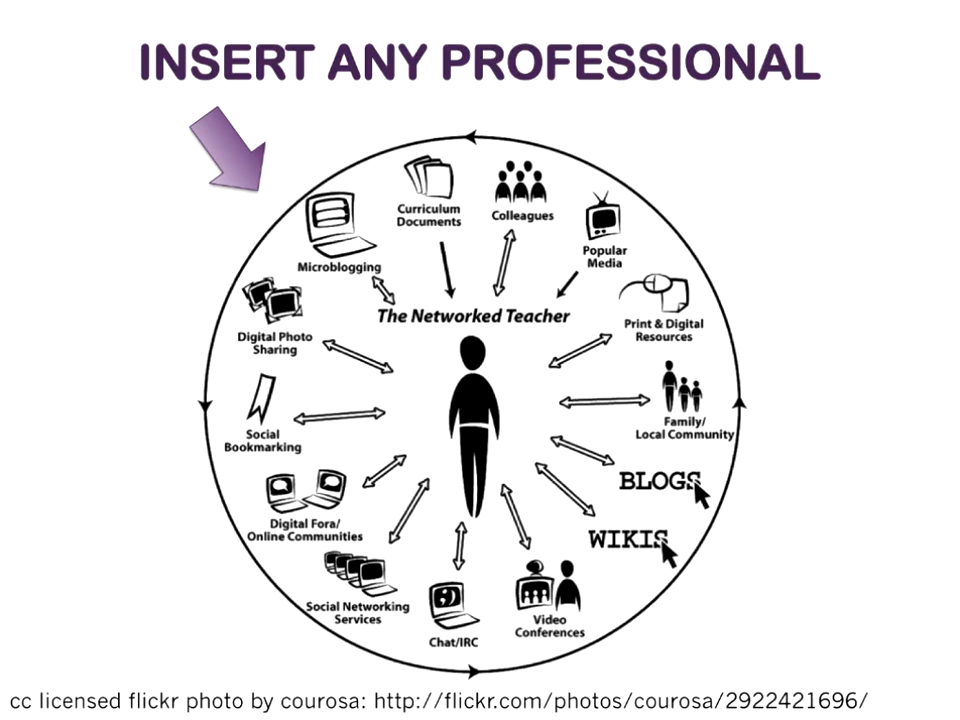 INSERT ANY PROFESSIONAL
Curriculum
Documents
Colleagues
Popular
Media
Microblogging
The Networked Teacher
Digital Photo
Sharing
Print & Digital
Resources
Social
Bookmarking
Family/
Local Community
BLOGS
Digital Fora/
Online Communities
WIKIS
Social Networking
Services
Chat/IRC
Video
Conferences
cc licensed flickr photo by courosa: http://flickr.com/photos/courosa/2922421696/